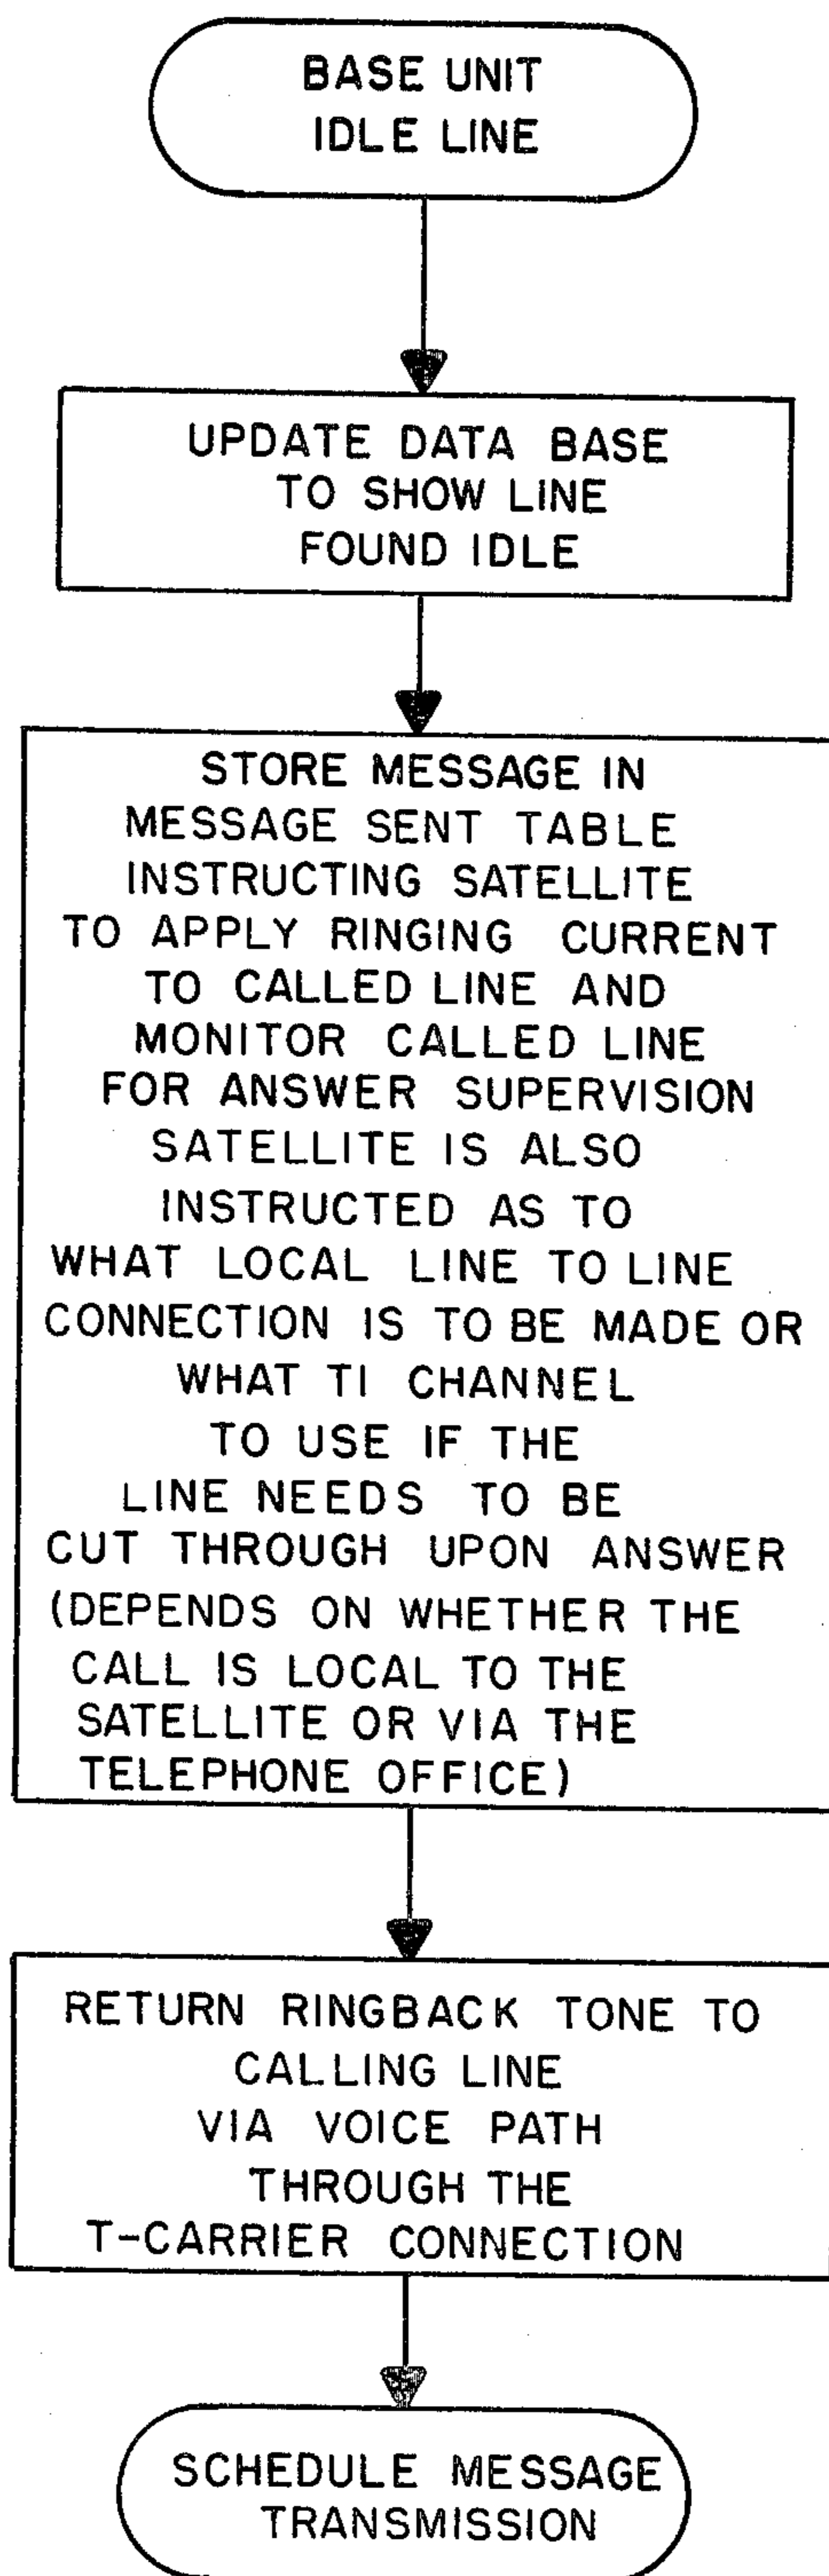 BASE UNIT
IDLE LINE
UPDATE DATA BASE
TO SHOW LINE
FOUND IDLE
STORE MESSAGE IN
MESSAGE SENT TABLE
INSTRUCTING SATELLITE
TO APPLY RINGING CURRENT
TO CALLED LINE AND
MONITOR CALLED LINE
FOR ANSWER SUPERVISION
SATELLITE IS ALSO
INSTRUCTED AS TO
WHAT LOCAL LINE TO LINE
CONNECTION IS TO BE MADE OR
WHAT T1 CHANNEL
TO USE IF THE
LINE NEEDS TO BE
CUT THROUGH UPON ANSWER
(DEPENDS ON WHETHER THE
CALL IS LOCAL TO THE
SATELLITE OR VIA THE
TELEPHONE OFFICE)
RETURN RINGBACK TONE TO
CALLING LINE
VIA VOICE PATH
THROUGH THE
T-CARRIER CONNECTION
SCHEDULE MESSAGE
TRANSMISSION